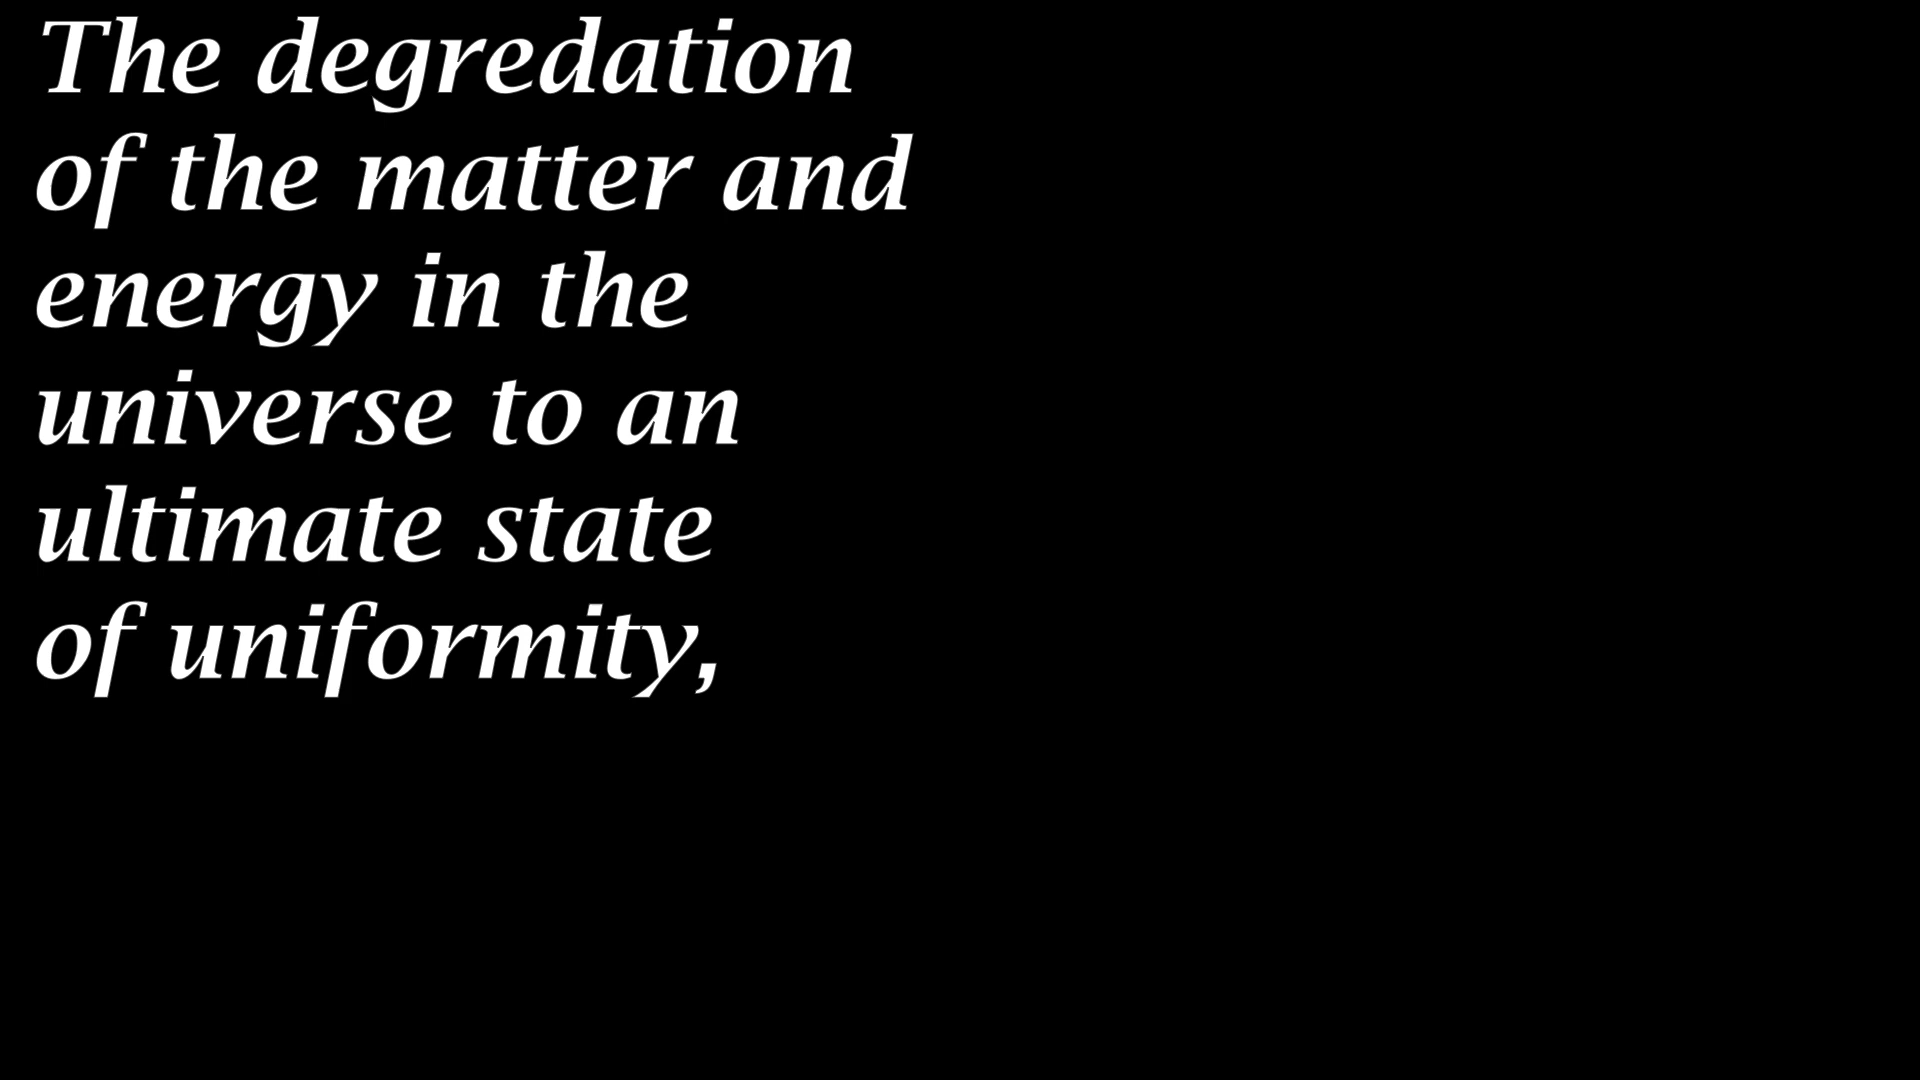 The degredation
of the matter and
energy in the
universe to an
ultimate state
of uniformity,